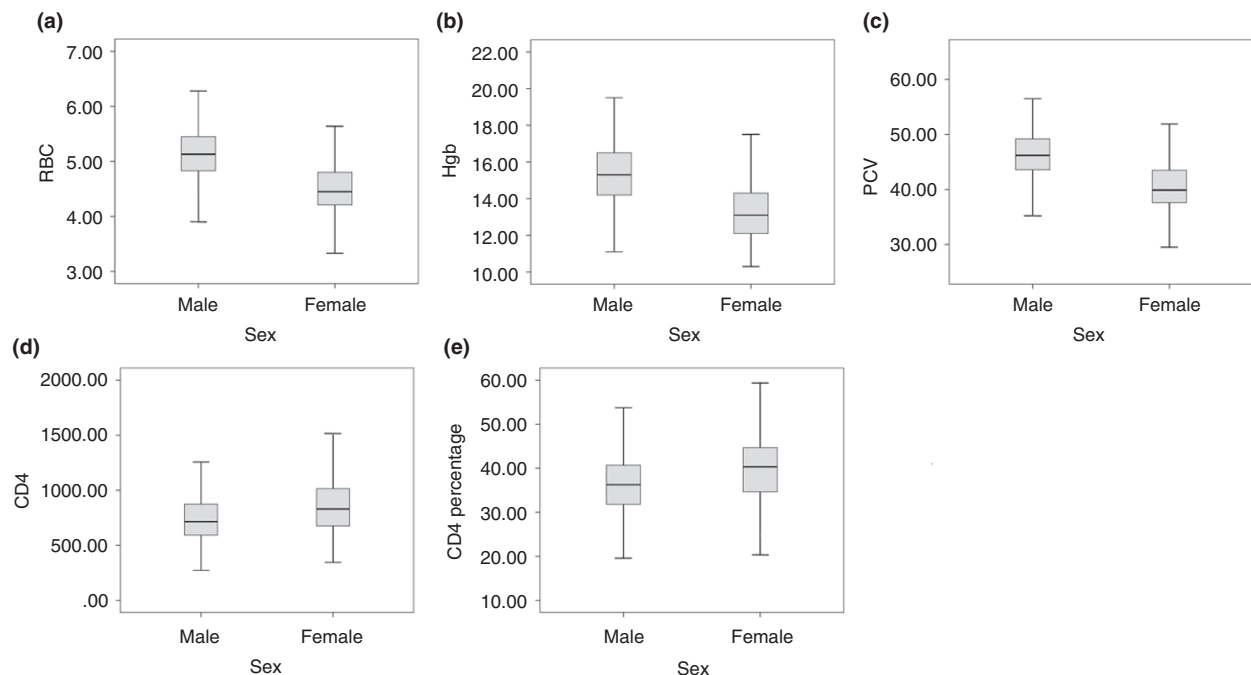 (a)
7.00
6.00
5.00
4.00
3.00
RBC
Male Female
Sex
(b)
22.00
20.00
18.00
16.00
14.00
12.00
10.00
Hgb
Male Female
Sex
(c)
60.00
50.00
40.00
30.00
PCV
Male Female
Sex
(d)
2000.00
1500.00
1000.00
500.00
.00
CD4
Male Female
Sex
(e)
60.00
50.00
40.00
30.00
20.00
10.00
CD4 percentage
Male Female
Sex